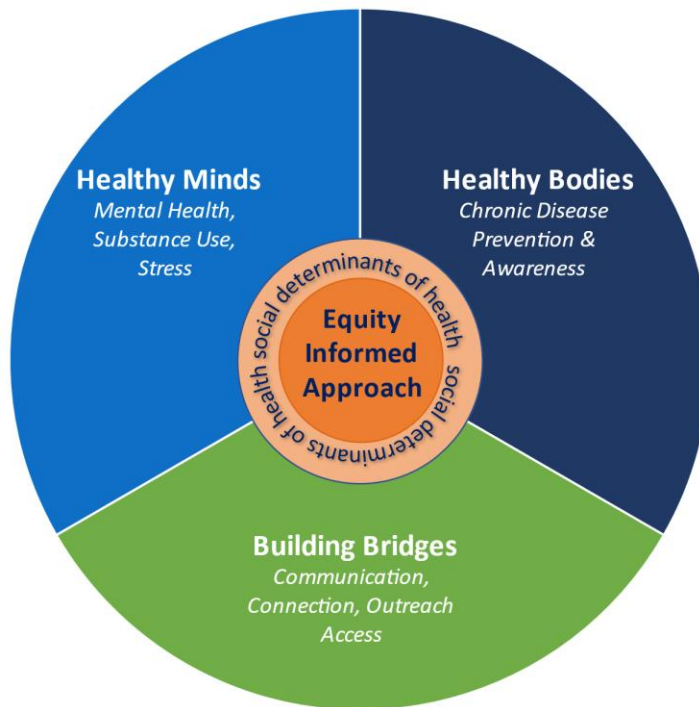 Healthy Minds
Mental Health,
Substance Use,
Stress
Healthy Bodies
Chronic Disease
Prevention &
Awareness
social determinants of health
social determinants of health
Equity
Informed
Approach
Building Bridges
Communication,
Connection, Outreach
Access